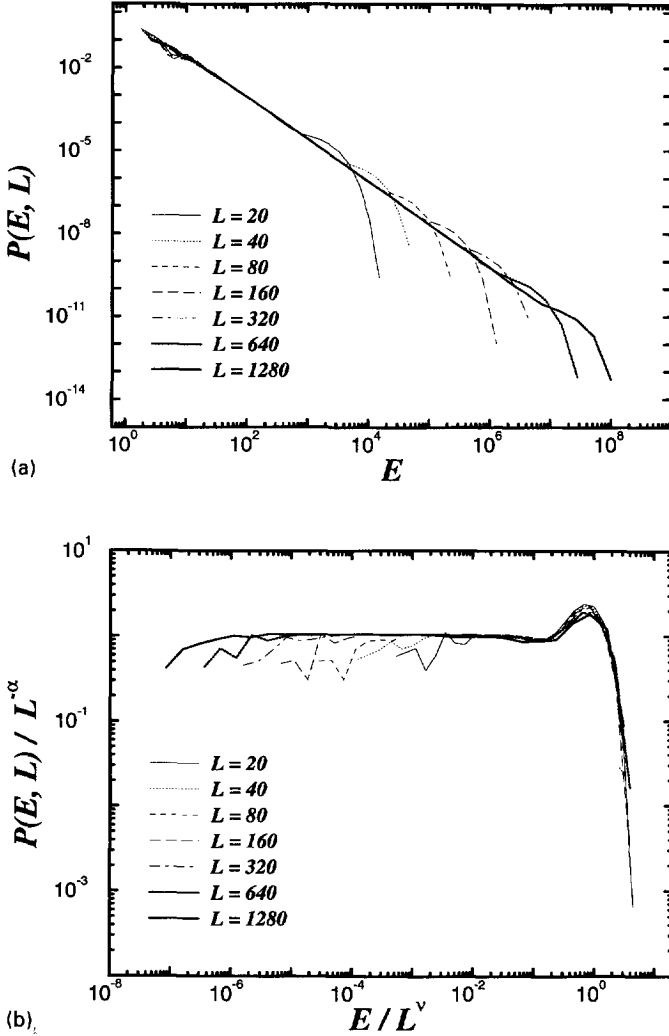 10^-2
10^-5
10^-8
10^-11
10^-14
P(E, L)
L = 20
L = 40
L = 80
L = 160
L = 320
L = 640
L = 1280
10^0 10^2 10^4 10^6 10^8
(a) E
10^1
10^-1
10^-3
P(E, L) / L^-α
L = 20
L = 40
L = 80
L = 160
L = 320
L = 640
L = 1280
10^-8 10^-6 10^-4 10^-2 10^0
(b) E / L^ν